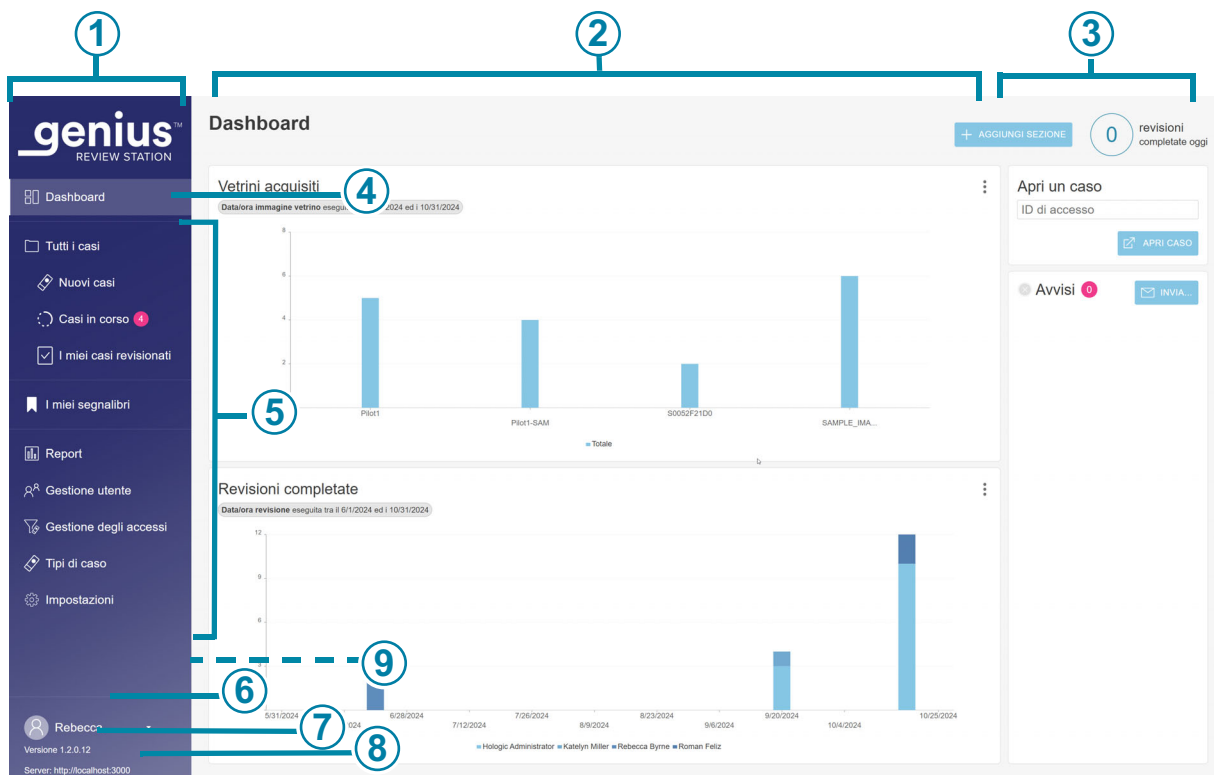 1
2
3
genius™
REVIEW STATION
Dashboard
Tutti i casi
Nuovi casi
Casi in corso 4
I miei casi revisionati
I miei segnalibri
Report
Gestione utente
Gestione degli accessi
Tipi di caso
Impostazioni
Rebecca
Versione 1.2.0.12
Server: http://localhost:3000
4
5
6
7
8
9
Dashboard
+ AGGIUNGI SEZIONE
0 revisioni
completate oggi
Vetrini acquisiti
Data/ora immagine vetrino 2024 ed i 10/31/2024
8
6
4
2
Pilot1
Pilot1-SAM
S0052F21D0
SAMPLE_IMA...
Totale
Revisioni completate
Data/ora revisione eseguita tra il 6/1/2024 ed i 10/31/2024
12
9
6
3
5/31/2024
6/28/2024
7/12/2024
7/26/2024
8/9/2024
8/23/2024
9/6/2024
9/20/2024
10/4/2024
10/25/2024
Hologic Administrator Katelyn Miller Rebecca Byrne Roman Feliz
Apri un caso
ID di accesso
APRI CASO
Avvisi 0
INVIA...